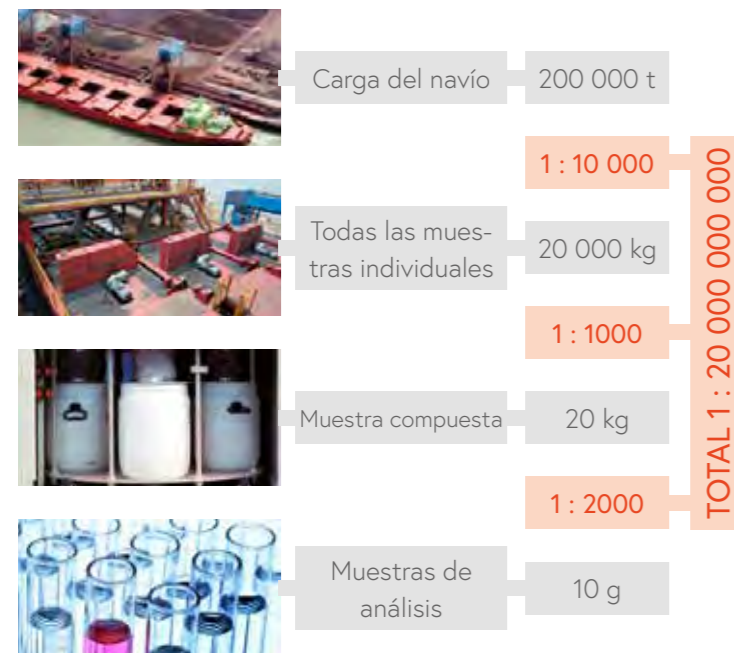 Carga del navío
200 000 t
1 : 10 000
Todas las mues-
tras individuales
20 000 kg
1 : 1000
Muestra compuesta
20 kg
1 : 2000
Muestras de
análisis
10 g
TOTAL 1 : 20 000 000 000